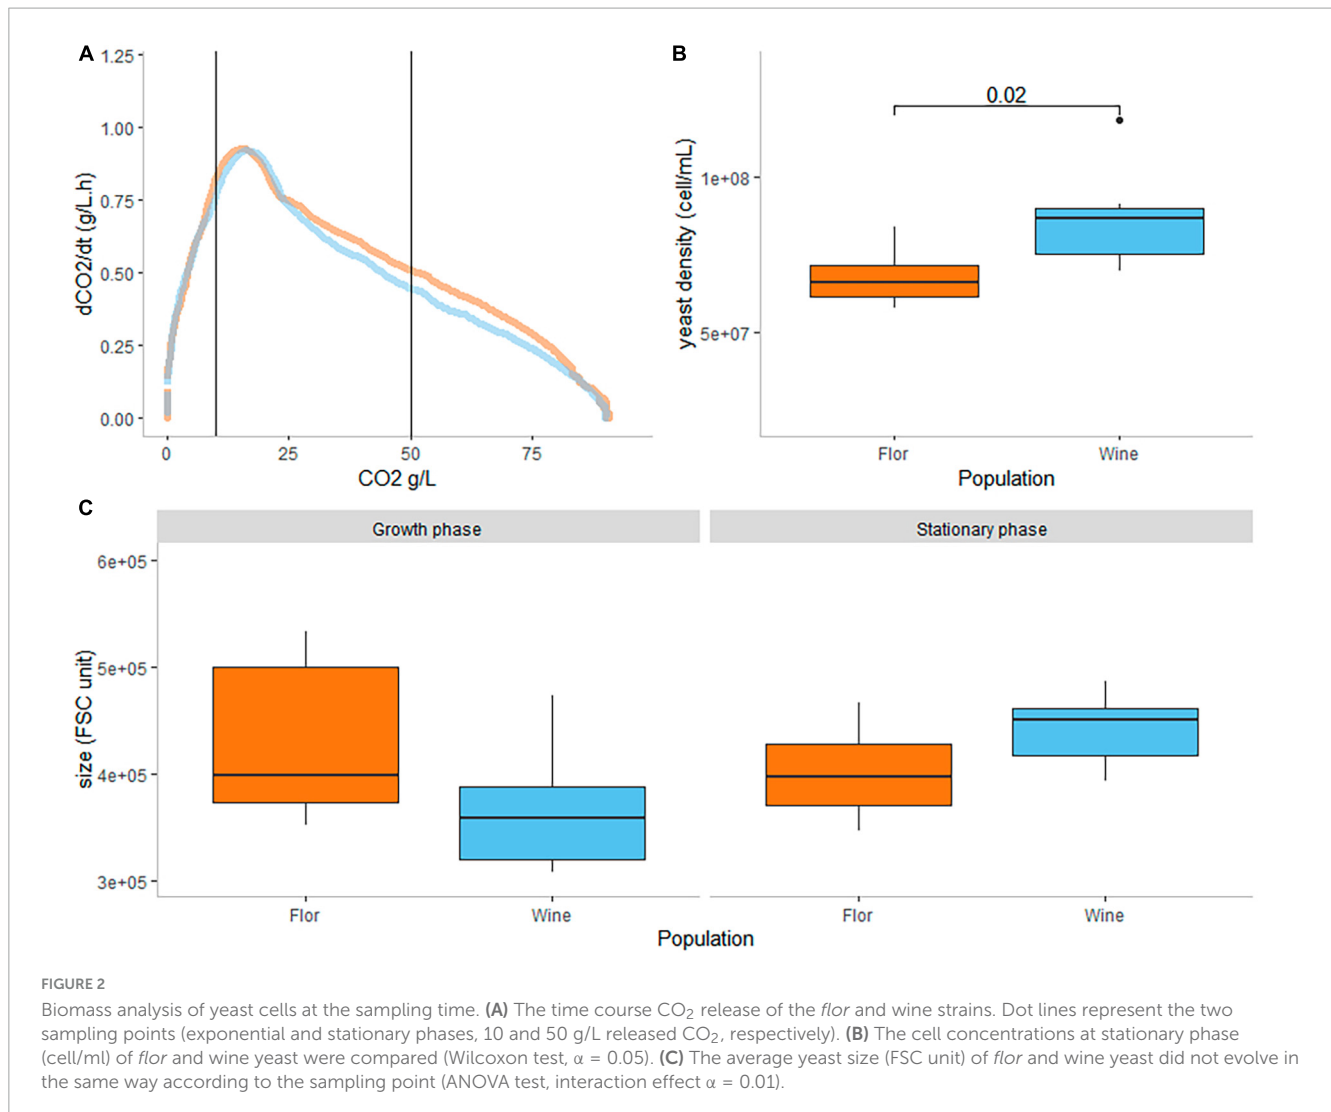 A
1.25
1.00
0.75
0.50
0.25
0.00
dCO2/dt (g/L.h)
0 25 50 75
CO2 g/L
B
0.02
1e+08
5e+07
yeast density (cell/mL)
Flor Wine
Population
C
Growth phase Stationary phase
6e+05
5e+05
4e+05
3e+05
size (FSC unit)
Flor Wine Flor Wine
Population
FIGURE 2
Biomass analysis of yeast cells at the sampling time. (A) The time course CO₂ release of the flor and wine strains. Dot lines represent the two
sampling points (exponential and stationary phases, 10 and 50 g/L released CO₂, respectively). (B) The cell concentrations at stationary phase
(cell/ml) of flor and wine yeast were compared (Wilcoxon test, α = 0.05). (C) The average yeast size (FSC unit) of flor and wine yeast did not evolve in
the same way according to the sampling point (ANOVA test, interaction effect α = 0.01).